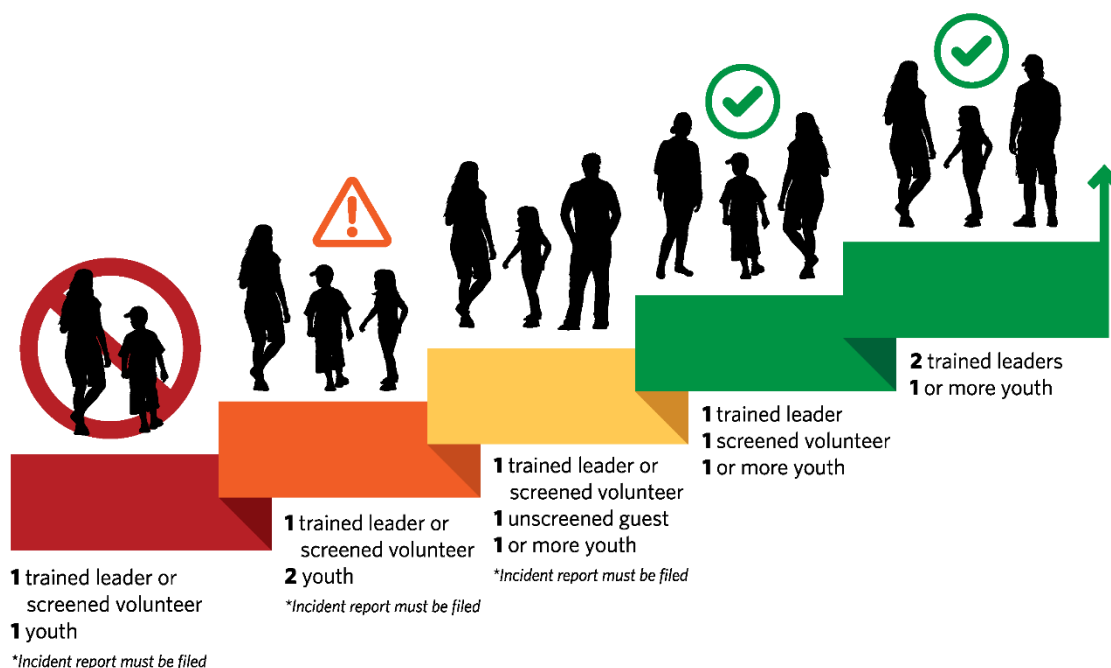 1 trained leader or
screened volunteer
1 youth
*Incident report must be filed
1 trained leader or
screened volunteer
2 youth
*Incident report must be filed
1 trained leader or
screened volunteer
1 unscreened guest
1 or more youth
*Incident report must be filed
1 trained leader
1 screened volunteer
1 or more youth
2 trained leaders
1 or more youth